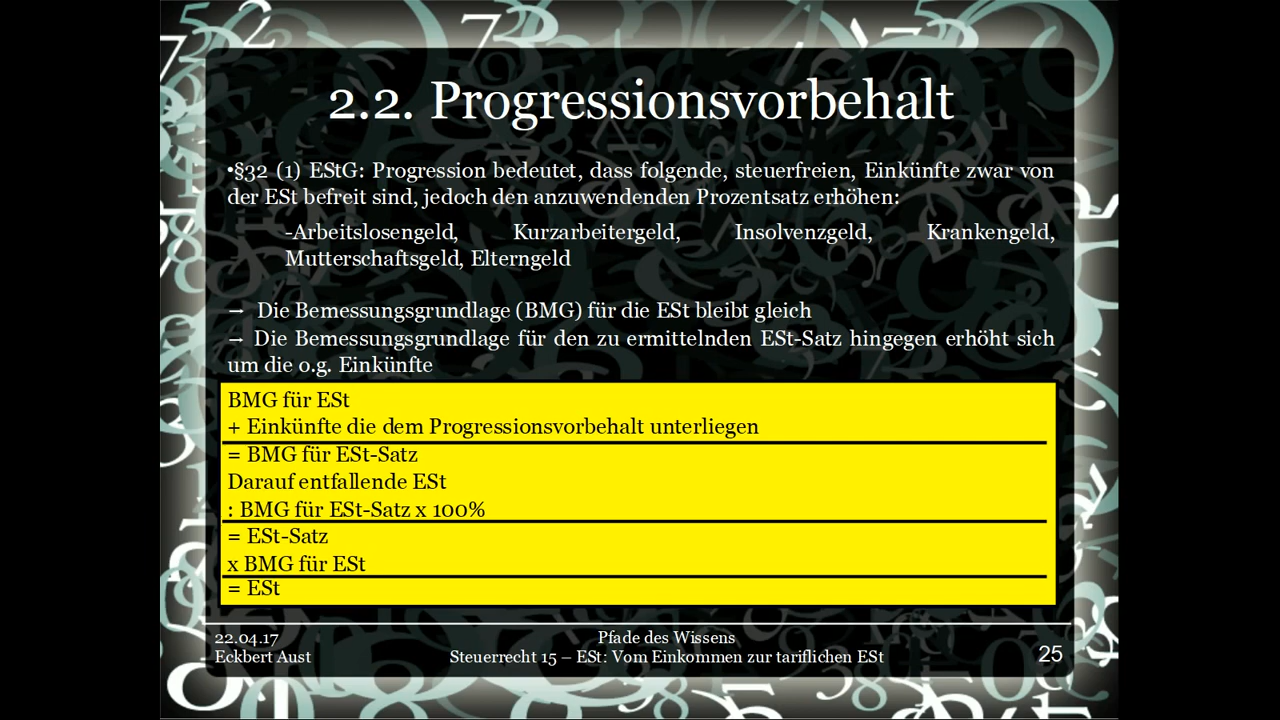 2.2. Progressionsvorbehalt
•§32 (1) EStG: Progression bedeutet, dass folgende, steuerfreien, Einkünfte zwar von
der ESt befreit sind, jedoch den anzuwendenden Prozentsatz erhöhen:
-Arbeitslosengeld, Kurzarbeitergeld, Insolvenzgeld, Krankengeld,
Mutterschaftsgeld, Elterngeld
→ Die Bemessungsgrundlage (BMG) für die ESt bleibt gleich
→ Die Bemessungsgrundlage für den zu ermittelnden ESt-Satz hingegen erhöht sich
um die o.g. Einkünfte
BMG für ESt
+ Einkünfte die dem Progressionsvorbehalt unterliegen
= BMG für ESt-Satz
Darauf entfallende ESt
: BMG für ESt-Satz x 100%
= ESt-Satz
x BMG für ESt
= ESt
22.04.17
Eckbert Aust
Pfade des Wissens
Steuerrecht 15 – ESt: Vom Einkommen zur tariflichen ESt
25